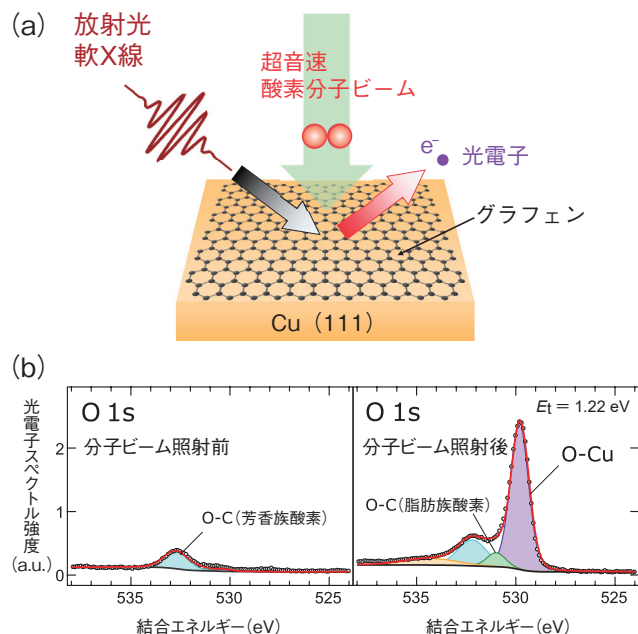 (a)
放射光
軟X線
超音速
酸素分子ビーム
e⁻
光電子
グラフェン
Cu（111）
(b)
光電子スペクトル強度
(a.u.)
2
1
0
O 1s
分子ビーム照射前
O-C（芳香族酸素）
535
530
525
結合エネルギー（eV）
O 1s
Et = 1.22 eV
分子ビーム照射後
O-Cu
O-C（脂肪族酸素）
535
530
525
結合エネルギー（eV）